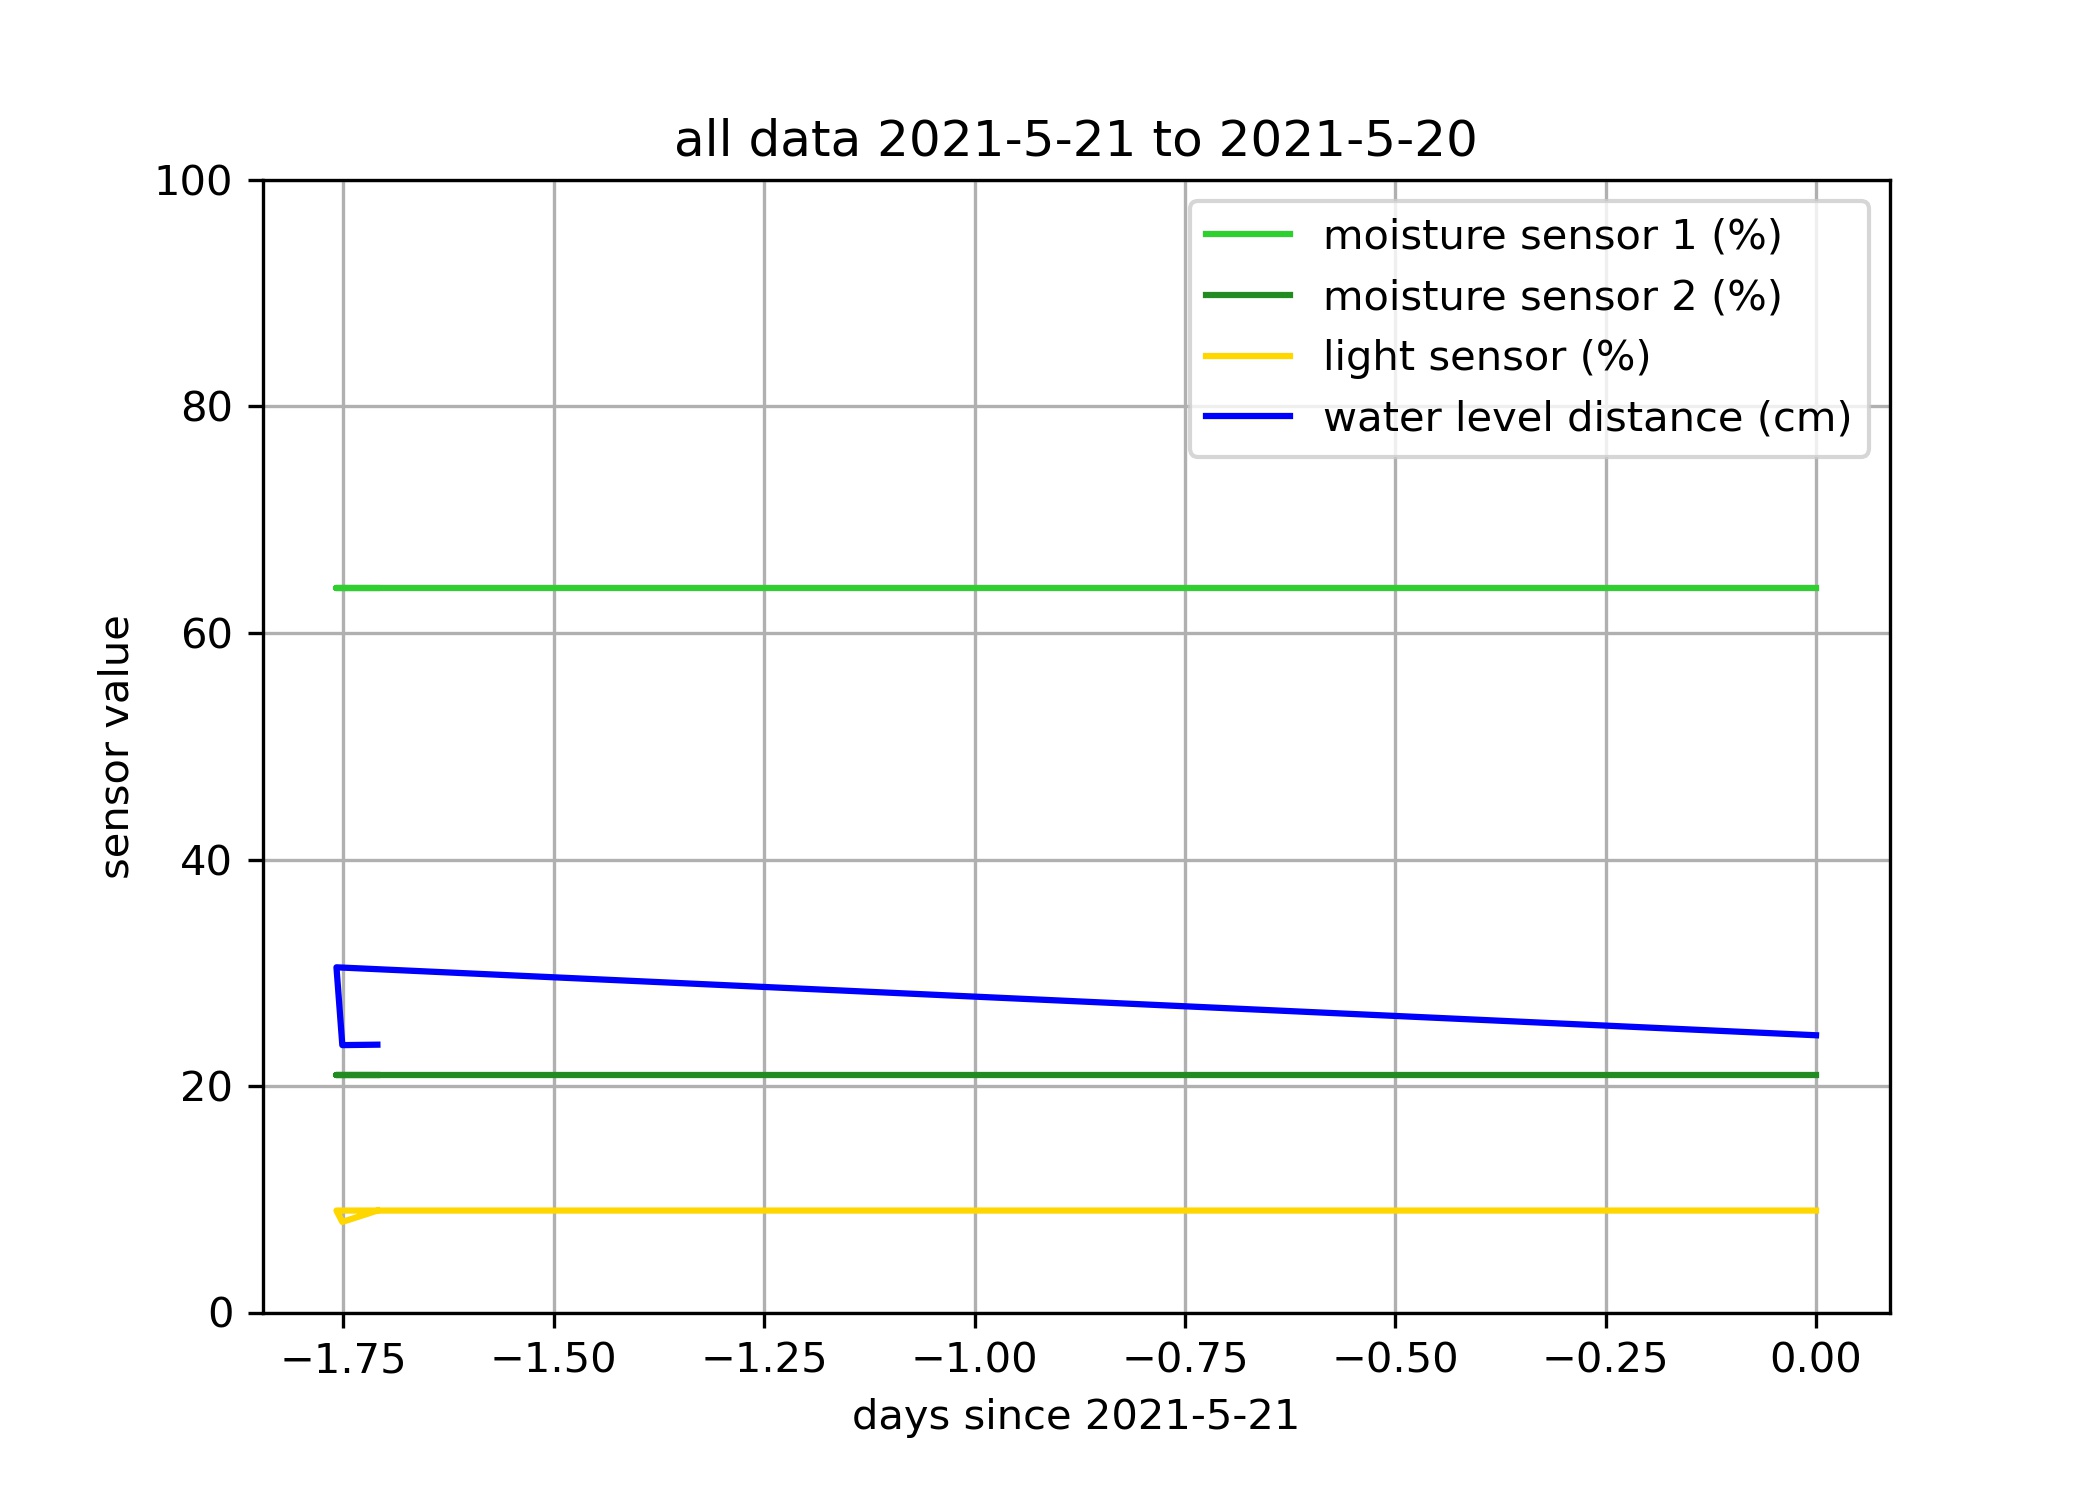 all data 2021-5-21 to 2021-5-20
100
80
60
40
20
0
sensor value
moisture sensor 1 (%)
moisture sensor 2 (%)
light sensor (%)
water level distance (cm)
−1.75 −1.50 −1.25 −1.00 −0.75 −0.50 −0.25 0.00
days since 2021-5-21